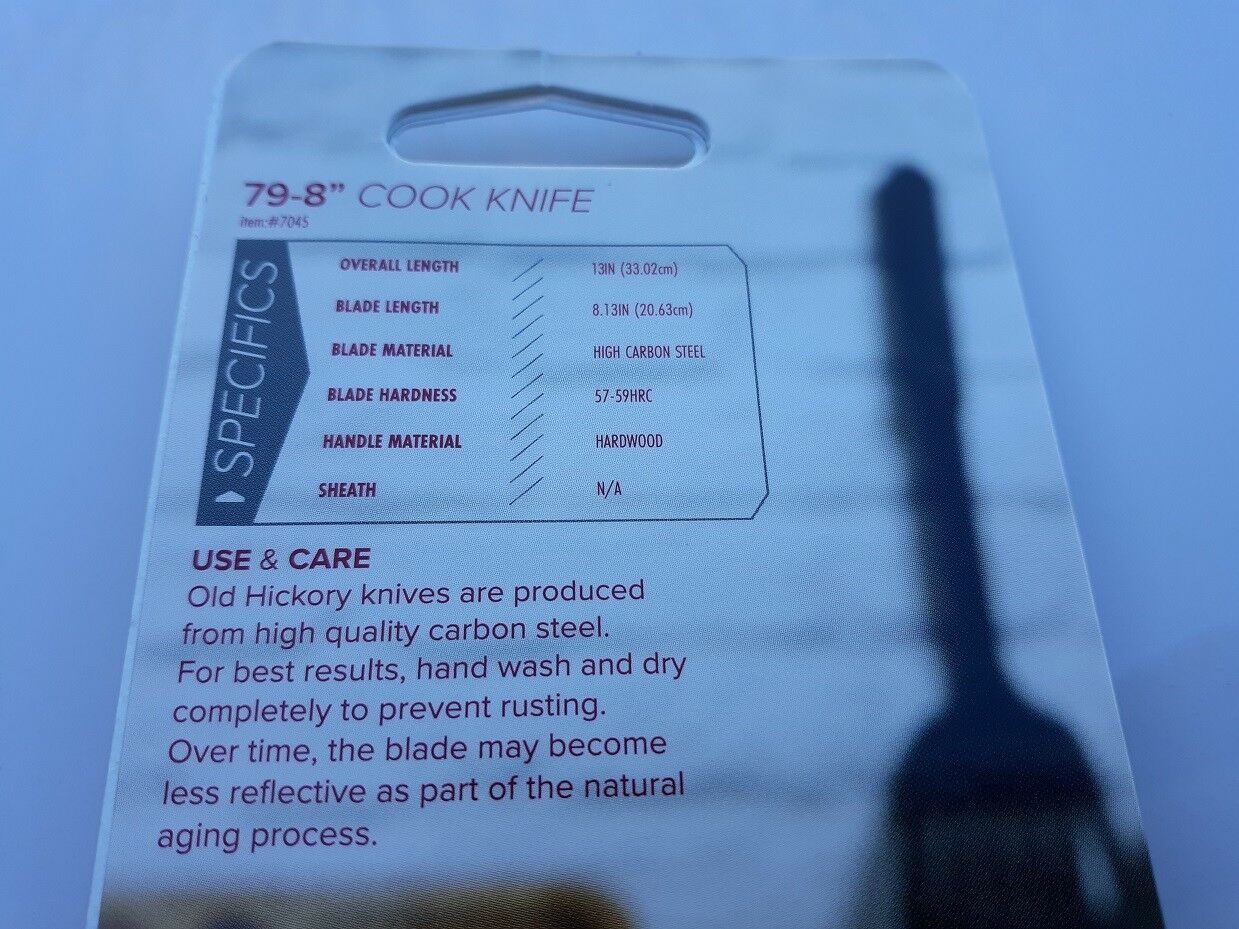 79-8” COOK KNIFE
Item:#7045
SPECIFICS
OVERALL LENGTH 13IN (33.02cm)
BLADE LENGTH 8.13IN (20.63cm)
BLADE MATERIAL HIGH CARBON STEEL
BLADE HARDNESS 57-59HRC
HANDLE MATERIAL HARDWOOD
SHEATH N/A
USE & CARE
Old Hickory knives are produced
from high quality carbon steel.
For best results, hand wash and dry
completely to prevent rusting.
Over time, the blade may become
less reflective as part of the natural
aging process.